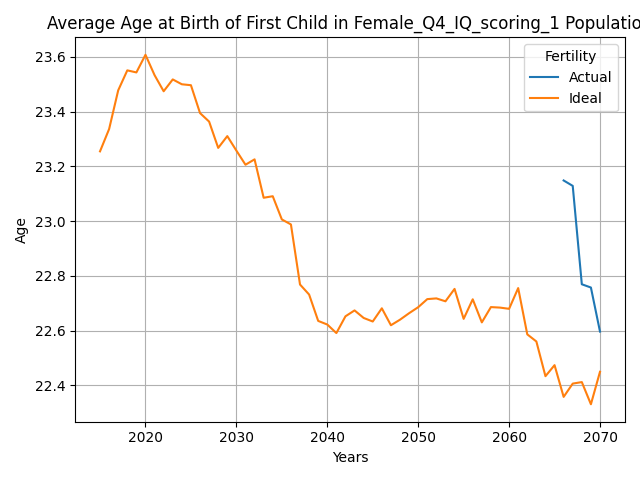 Average Age at Birth of First Child in Female_Q4_IQ_scoring_1 Populatio
Fertility
Actual
Ideal
23.6
23.4
23.2
23.0
22.8
22.6
22.4
Age
2020 2030 2040 2050 2060 2070
Years